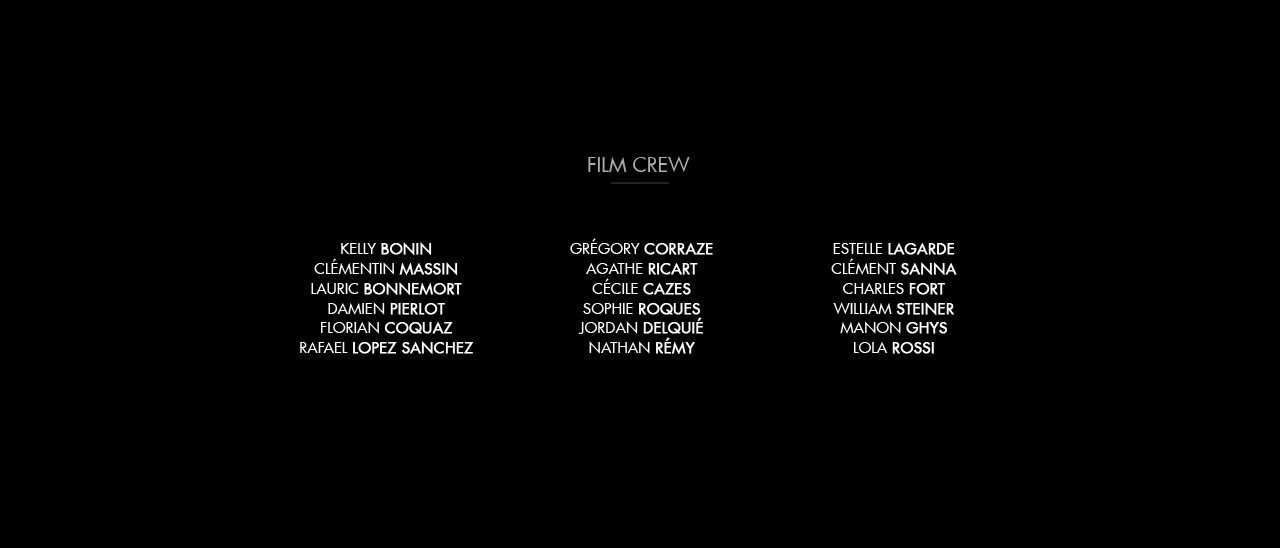 FILM CREW
KELLY BONIN
CLÉMENTIN MASSIN
LAURIC BONNEMORT
DAMIEN PIERLOT
FLORIAN COQUAZ
RAFAEL LOPEZ SANCHEZ
GRÉGORY CORRAZE
AGATHE RICART
CÉCILE CAZES
SOPHIE ROQUES
JORDAN DELQUIÉ
NATHAN RÉMY
ESTELLE LAGARDE
CLÉMENT SANNA
CHARLES FORT
WILLIAM STEINER
MANON GHYS
LOLA ROSSI